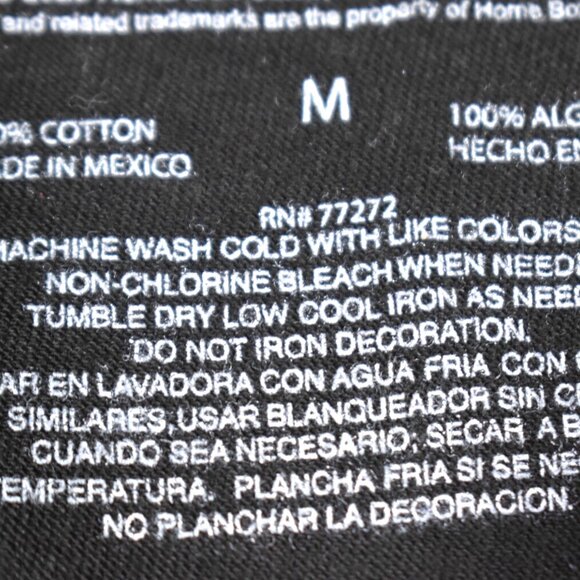 and related trademarks are the property of Home Bo
M
0% COTTON
ADE IN MEXICO
100% ALG
HECHO EN
RN# 77272
MACHINE WASH COLD WITH LIKE COLORS
NON-CHLORINE BLEACH WHEN NEEDE
TUMBLE DRY LOW COOL IRON AS NEE
DO NOT IRON DECORATION.
AR EN LAVADORA CON AGUA FRIA CON
SIMILARES, USAR BLANQUEADOR SIN C
CUANDO SEA NECESARIO; SECAR A B
TEMPERATURA. PLANCHA FRIA SI SE NE
NO PLANCHAR LA DECORACION.